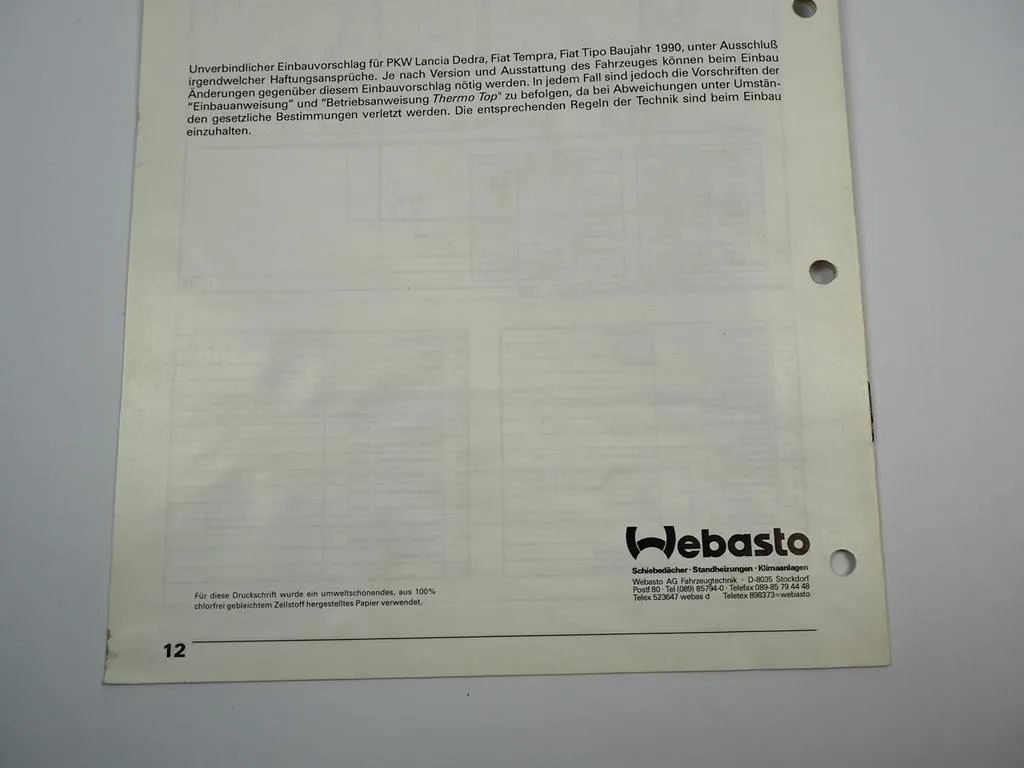 Unverbindlicher Einbauvorschlag für PKW Lancia Dedra, Fiat Tempra, Fiat Tipo Baujahr 1990, unter Ausschluß
irgendwelcher Haftungsansprüche. Je nach Version und Ausstattung des Fahrzeuges können beim Einbau
Änderungen gegenüber diesem Einbauvorschlag nötig werden. In jedem Fall sind jedoch die Vorschriften der
"Einbauanweisung" und "Betriebsanweisung Thermo Top" zu befolgen, da bei Abweichungen unter Umstän-
den gesetzliche Bestimmungen verletzt werden. Die entsprechenden Regeln der Technik sind beim Einbau
einzuhalten.
Webasto
Schiebedächer · Standheizungen · Klimaanlagen
Webasto AG Fahrzeugtechnik · D-8035 Stockdorf
Postf 80 · Tel (089) 85794-0 · Telefax 089-85 79 44 48
Telex 523647 webas d Teletex 898373=webasto
Für diese Druckschrift wurde ein umweltschonendes, aus 100%
chlorfrei gebleichtem Zellstoff hergestelltes Papier verwendet.
12